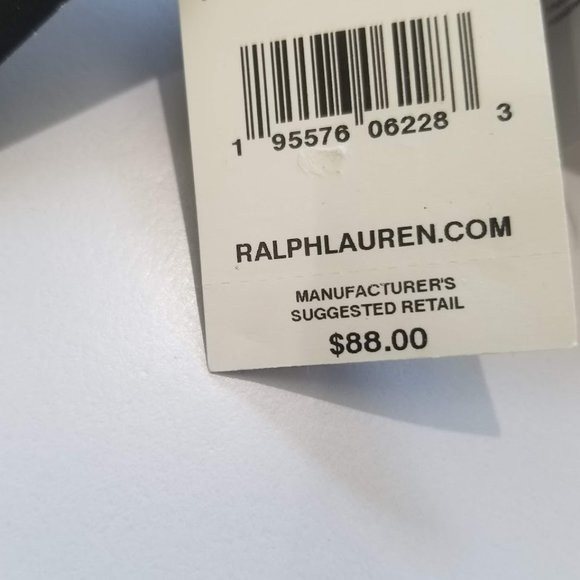 1 95576 06228 3
RALPHLAUREN.COM
MANUFACTURER'S
SUGGESTED RETAIL
$88.00